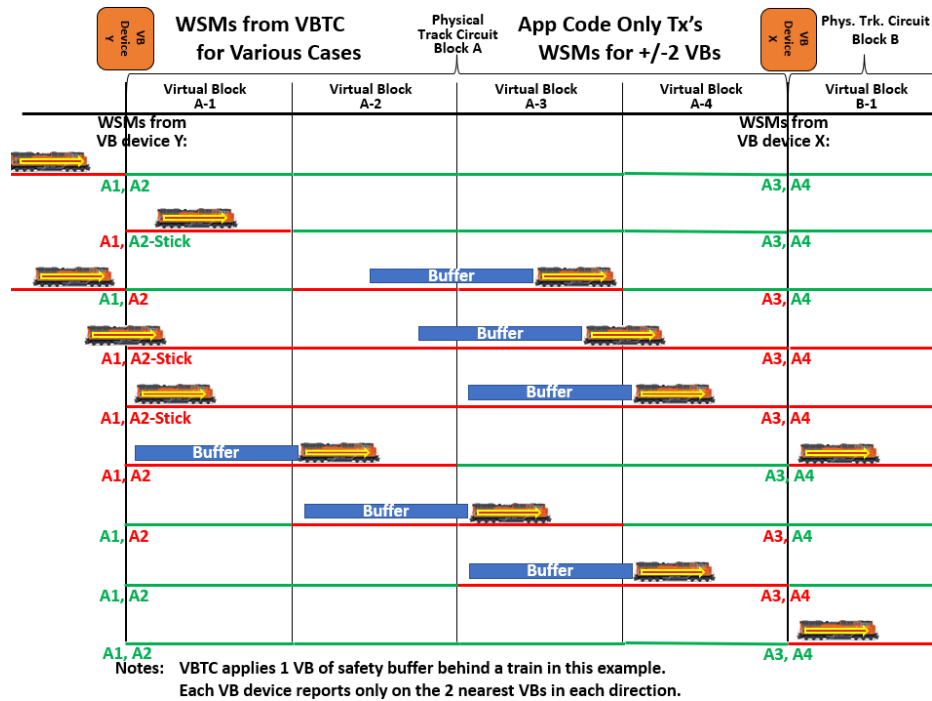 VB Device Y
WSMs from VBTC
for Various Cases
Physical
Track Circuit
Block A
App Code Only Tx's
WSMs for +/-2 VBs
VB Device X
Phys. Trk. Circuit
Block B
Virtual Block
A-1
Virtual Block
A-2
Virtual Block
A-3
Virtual Block
A-4
Virtual Block
B-1
WSMs from
VB device Y:
WSMs from
VB device X:
A1, A2
A3, A4
A1, A2-Stick
A3, A4
Buffer
A1, A2
A3, A4
Buffer
A1, A2-Stick
A3, A4
Buffer
A1, A2-Stick
A3, A4
Buffer
A1, A2
A3, A4
Buffer
A1, A2
A3, A4
Buffer
A1, A2
A3, A4
A1, A2
A3, A4
Notes: VBTC applies 1 VB of safety buffer behind a train in this example.
Each VB device reports only on the 2 nearest VBs in each direction.